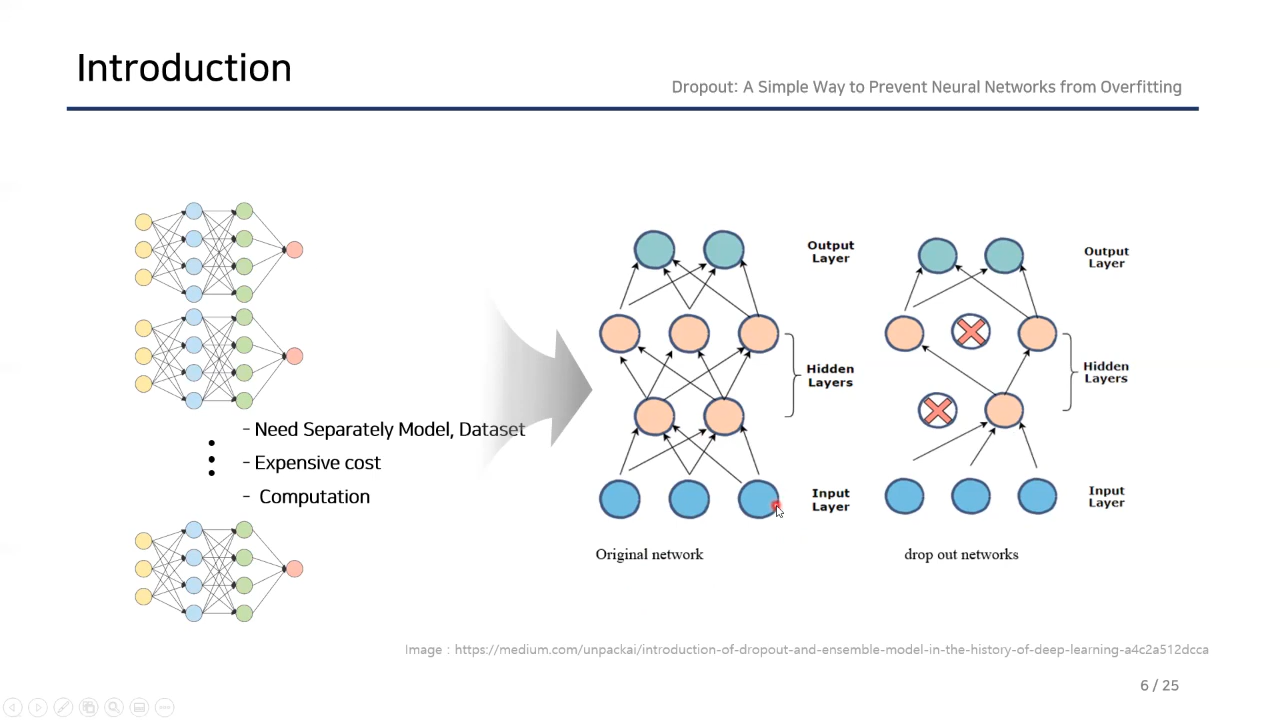 Introduction
Dropout: A Simple Way to Prevent Neural Networks from Overfitting
- Need Separately Model, Dataset
- Expensive cost
- Computation
Output
Layer
Hidden
Layers
Input
Layer
Original network
Output
Layer
Hidden
Layers
Input
Layer
drop out networks
Image : https://medium.com/unpackai/introduction-of-dropout-and-ensemble-model-in-the-history-of-deep-learning-a4c2a512dcca
6 / 25